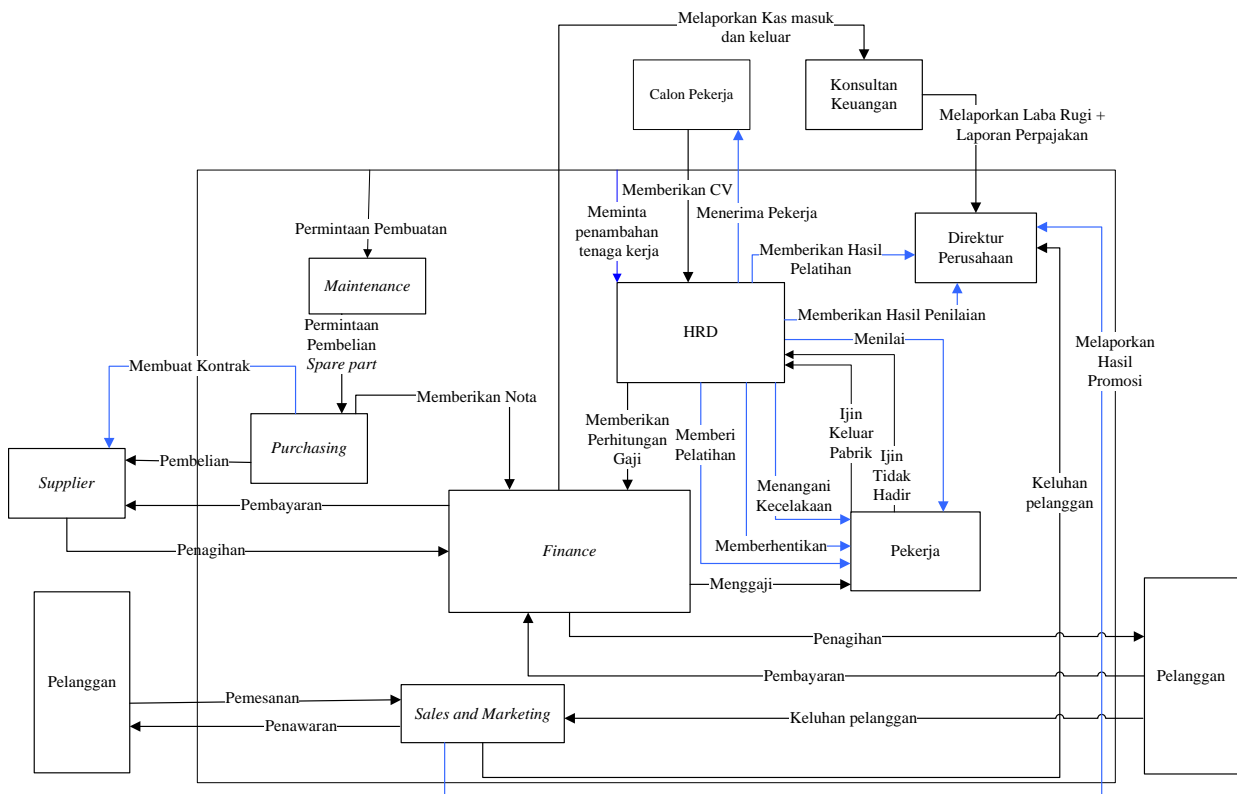 Melaporkan Kas masuk
dan keluar
Calon Pekerja
Konsultan
Keuangan
Melaporkan Laba Rugi +
Laporan Perpajakan
Memberikan CV
Menerima Pekerja
Meminta
penambahan
tenaga kerja
Permintaan Pembuatan
Direktur
Perusahaan
Memberikan Hasil
Pelatihan
Maintenance
Memberikan Hasil Penilaian
HRD
Menilai
Permintaan
Pembelian
Spare part
Membuat Kontrak
Melaporkan
Hasil
Promosi
Memberikan Nota
Purchasing
Memberikan
Perhitungan
Gaji
Memberi
Pelatihan
Ijin
Keluar
Pabrik
Ijin
Tidak
Hadir
Pembelian
Supplier
Menangani
Kecelakaan
Keluhan
pelanggan
Pembayaran
Penagihan
Finance
Memberhentikan
Pekerja
Menggaji
Penagihan
Pelanggan
Pembayaran
Pelanggan
Pemesanan
Sales and Marketing
Penawaran
Keluhan pelanggan